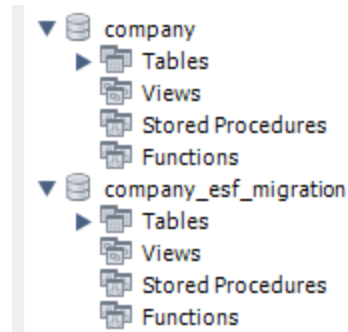 company
Tables
Views
Stored Procedures
Functions
company_esf_migration
Tables
Views
Stored Procedures
Functions